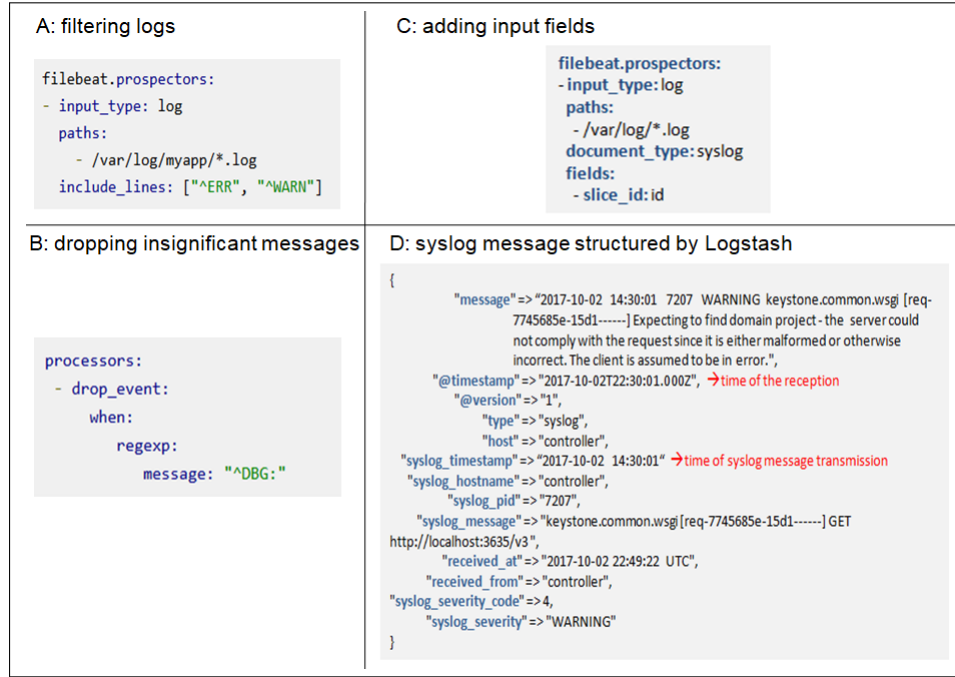 A: filtering logs
filebeat.prospectors:
- input_type: log
paths:
- /var/log/myapp/*.log
include_lines: ["^ERR", "^WARN"]
C: adding input fields
filebeat.prospectors:
- input_type: log
paths:
- /var/log/*.log
document_type: syslog
fields:
- slice_id: id
B: dropping insignificant messages
processors:
- drop_event:
when:
regexp:
message: "^DBG:"
D: syslog message structured by Logstash
{
"message"=>"2017-10-02 14:30:01 7207 WARNING keystone.common.wsgi [req-
7745685e-15d1------] Expecting to find domain project - the server could
not comply with the request since it is either malformed or otherwise
incorrect. The client is assumed to be in error.",
"@timestamp"=>"2017-10-02T22:30:01.000Z", →time of the reception
"@version"=>"1",
"type"=>"syslog",
"host"=>"controller",
"syslog_timestamp"=>"2017-10-02 14:30:01" →time of syslog message transmission
"syslog_hostname"=>"controller",
"syslog_pid"=>"7207",
"syslog_message"=>"keystone.common.wsgi[req-7745685e-15d1------] GET
http://localhost:3635/v3",
"received_at"=>"2017-10-02 22:49:22 UTC",
"received_from"=>"controller",
"syslog_severity_code"=>4,
"syslog_severity"=>"WARNING"
}